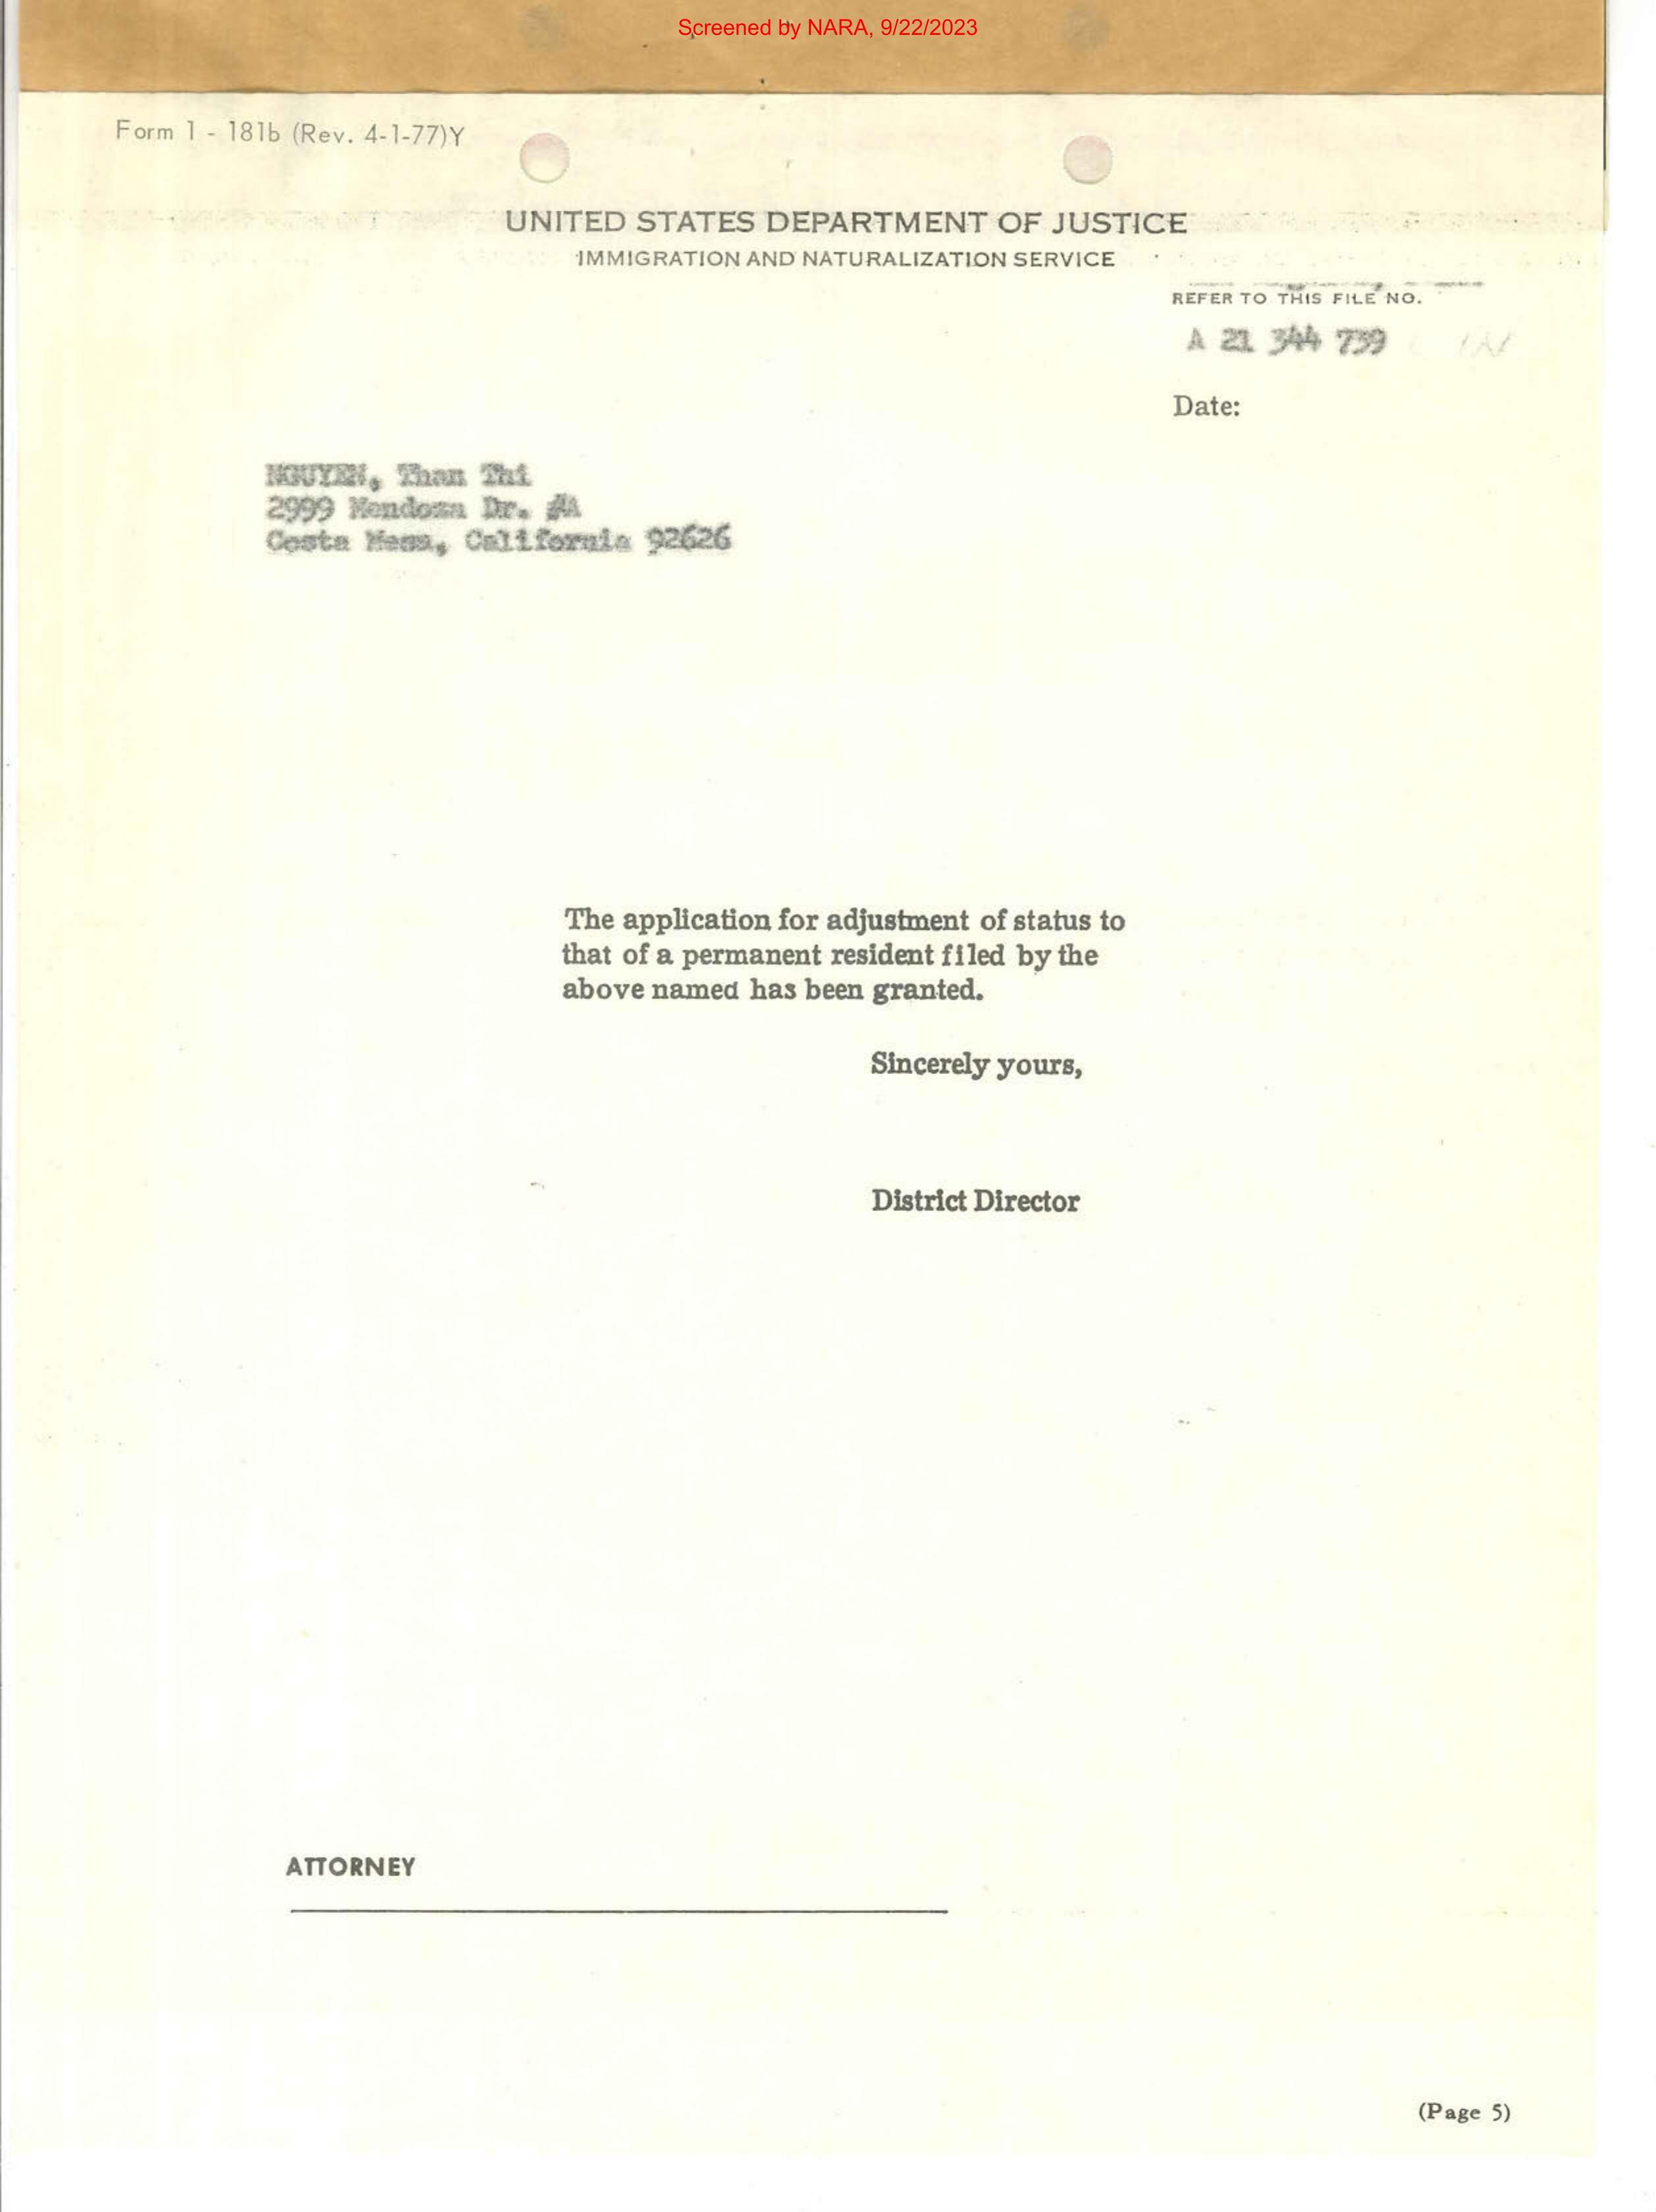 Screened by NARA, 9/22/2023
Form 1 - 181b (Rev. 4-1-77)Y
UNITED STATES DEPARTMENT OF JUSTICE
IMMIGRATION AND NATURALIZATION SERVICE
REFER TO THIS FILE NO.
A 21 344 739
Date:
NGUYEN, Than Thi
2999 Mendoza Dr.
Costa Mesa, California 92626
The application for adjustment of status to
that of a permanent resident filed by the
above named has been granted.
Sincerely yours,
District Director
ATTORNEY
(Page 5)